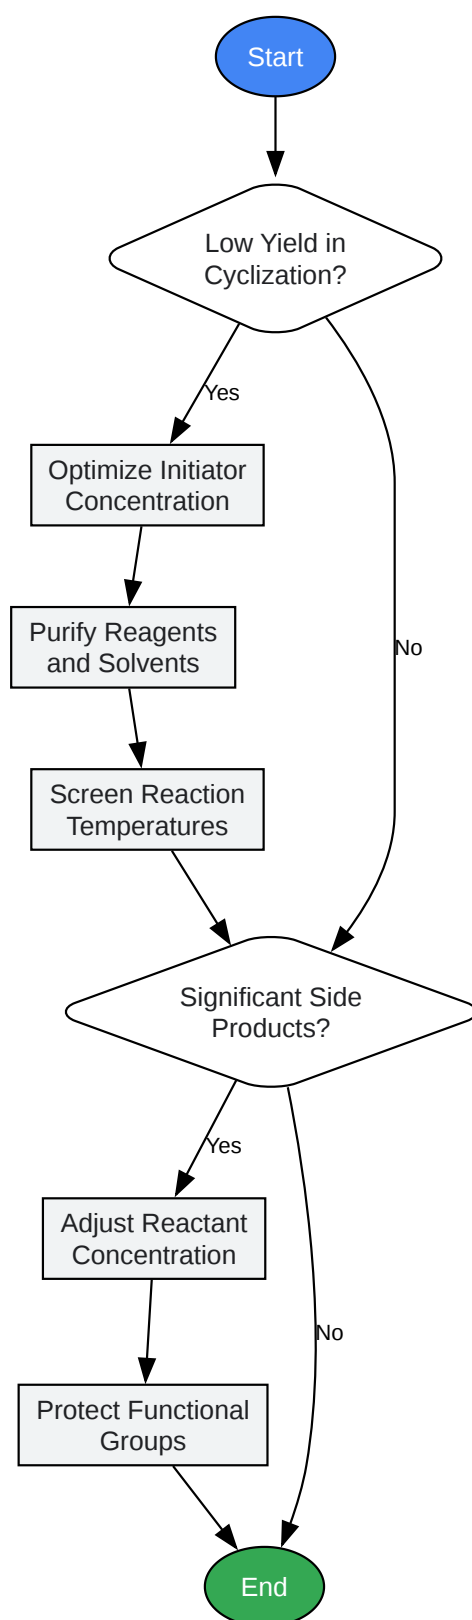 Start
Low Yield in
Cyclization?
Yes
Optimize Initiator
Concentration
Purify Reagents
and Solvents
No
Screen Reaction
Temperatures
Significant Side
Products?
Yes
Adjust Reactant
Concentration
No
Protect Functional
Groups
End